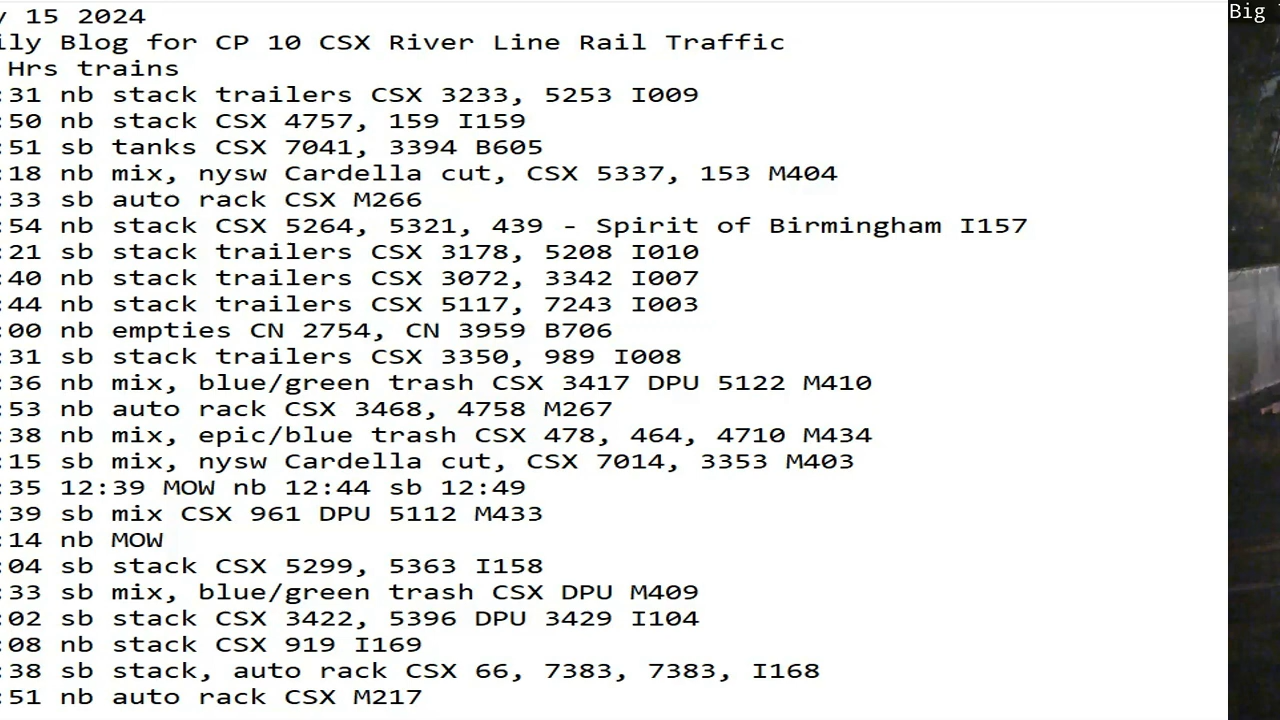 y 15 2024
ily Blog for CP 10 CSX River Line Rail Traffic
Hrs trains
:31 nb stack trailers CSX 3233, 5253 I009
:50 nb stack CSX 4757, 159 I159
:51 sb tanks CSX 7041, 3394 B605
:18 nb mix, nysw Cardella cut, CSX 5337, 153 M404
:33 sb auto rack CSX M266
:54 nb stack CSX 5264, 5321, 439 - Spirit of Birmingham I157
:21 sb stack trailers CSX 3178, 5208 I010
:40 nb stack trailers CSX 3072, 3342 I007
:44 nb stack trailers CSX 5117, 7243 I003
:00 nb empties CN 2754, CN 3959 B706
:31 sb stack trailers CSX 3350, 989 I008
:36 nb mix, blue/green trash CSX 3417 DPU 5122 M410
:53 nb auto rack CSX 3468, 4758 M267
:38 nb mix, epic/blue trash CSX 478, 464, 4710 M434
:15 sb mix, nysw Cardella cut, CSX 7014, 3353 M403
:35 12:39 MOW nb 12:44 sb 12:49
:39 sb mix CSX 961 DPU 5112 M433
:14 nb MOW
:04 sb stack CSX 5299, 5363 I158
:33 sb mix, blue/green trash CSX DPU M409
:02 sb stack CSX 3422, 5396 DPU 3429 I104
:08 nb stack CSX 919 I169
:38 sb stack, auto rack CSX 66, 7383, 7383, I168
:51 nb auto rack CSX M217
Big